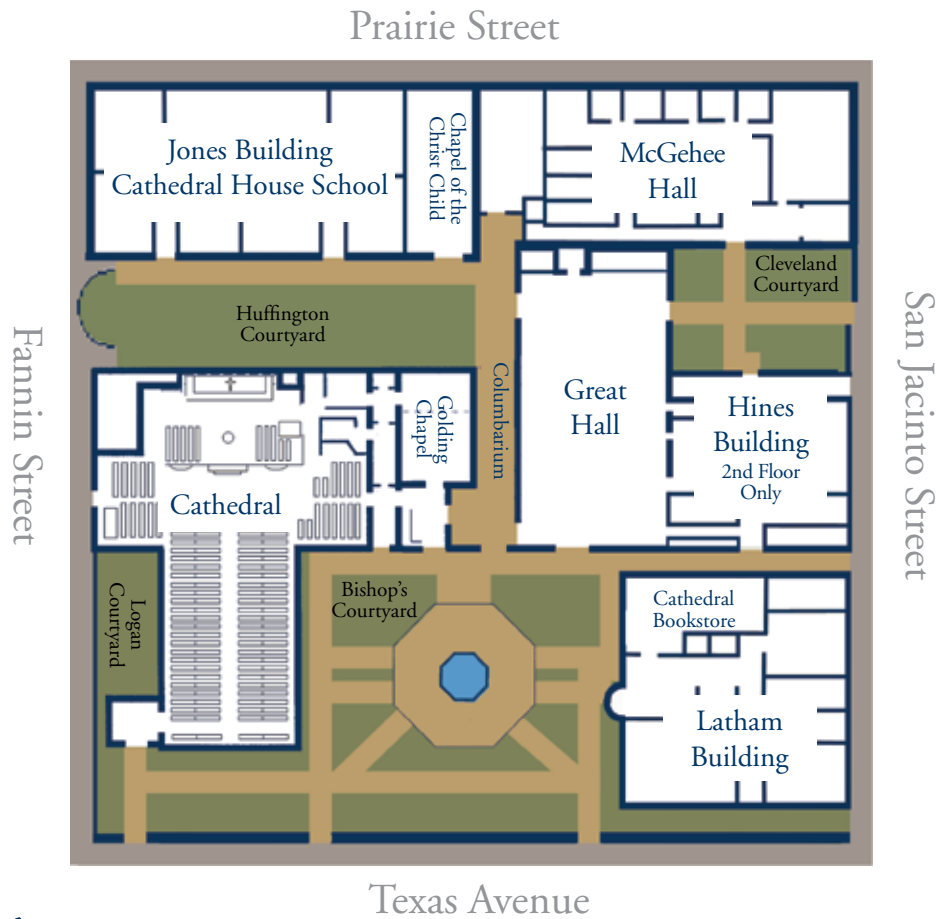 Prairie Street
Jones Building
Cathedral House School
Chapel of the
Christ Child
McGehee
Hall
Cleveland
Courtyard
Huffington
Courtyard
Fannin Street
San Jacinto Street
Columbarium
Great
Hall
Golding
Chapel
Hines
Building
2nd Floor
Only
Cathedral
Bishop's
Courtyard
Logan
Courtyard
Cathedral
Bookstore
Latham
Building
Texas Avenue